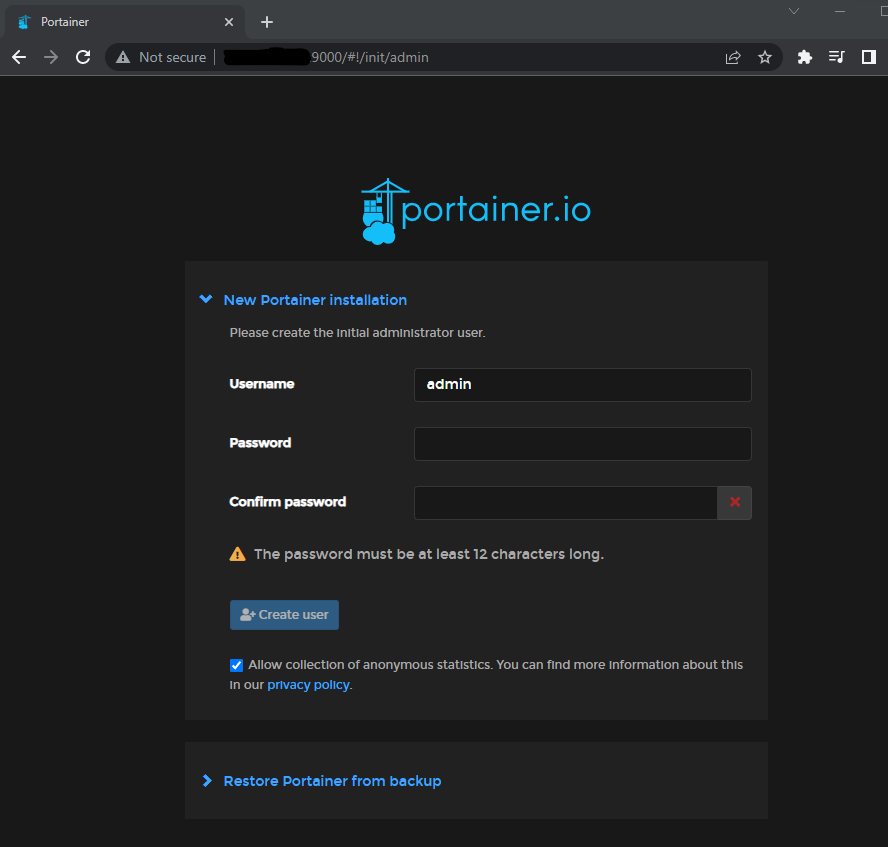 Portainer
Not secure
9000/#!/init/admin
portainer.io
New Portainer installation
Please create the initial administrator user.
Username
admin
Password
Confirm password
The password must be at least 12 characters long.
Create user
Allow collection of anonymous statistics. You can find more information about this
in our privacy policy.
Restore Portainer from backup